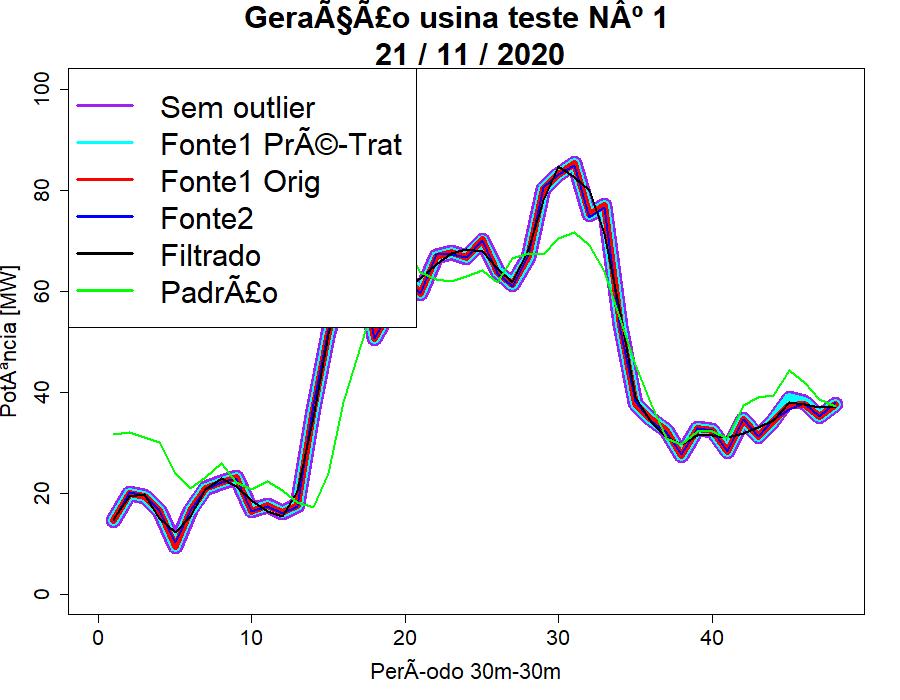 GeraÃ§Ã£o usina teste NÂº 1
21 / 11 / 2020
Sem outlier
Fonte1 PrÃ©-Trat
Fonte1 Orig
Fonte2
Filtrado
PadrÃ£o
PotÃªncia [MW]
100
80
60
40
20
0
0 10 20 30 40
PerÃ­-odo 30m-30m